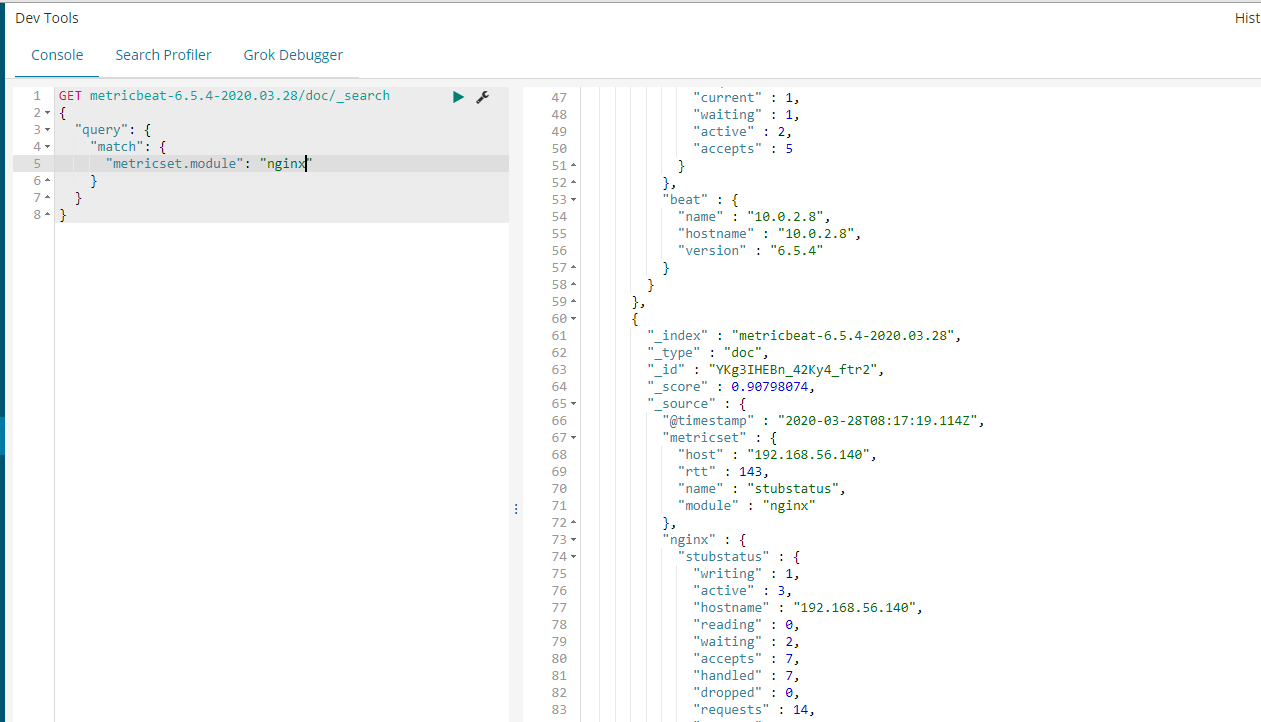 Dev Tools
Hist
Console Search Profiler Grok Debugger
1 GET metricbeat-6.5.4-2020.03.28/doc/_search
2 {
3 "query": {
4 "match": {
5 "metricset.module": "nginx"
6 }
7 }
8 }
47 "current" : 1,
48 "waiting" : 1,
49 "active" : 2,
50 "accepts" : 5
51 }
52 },
53 "beat" : {
54 "name" : "10.0.2.8",
55 "hostname" : "10.0.2.8",
56 "version" : "6.5.4"
57 }
58 }
59 },
60 {
61 "_index" : "metricbeat-6.5.4-2020.03.28",
62 "_type" : "doc",
63 "_id" : "YKg3IHEBn_42Ky4_ftr2",
64 "_score" : 0.90798074,
65 "_source" : {
66 "@timestamp" : "2020-03-28T08:17:19.114Z",
67 "metricset" : {
68 "host" : "192.168.56.140",
69 "rtt" : 143,
70 "name" : "stubstatus",
71 "module" : "nginx"
72 },
73 "nginx" : {
74 "stubstatus" : {
75 "writing" : 1,
76 "active" : 3,
77 "hostname" : "192.168.56.140",
78 "reading" : 0,
79 "waiting" : 2,
80 "accepts" : 7,
81 "handled" : 7,
82 "dropped" : 0,
83 "requests" : 14,